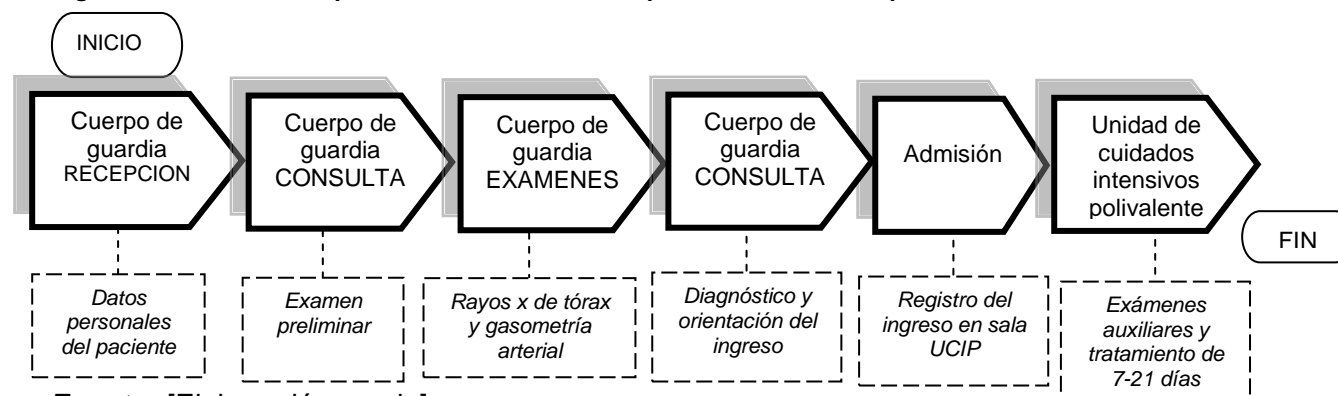 INICIO
Cuerpo de
guardia
RECEPCION
Cuerpo de
guardia
CONSULTA
Cuerpo de
guardia
EXAMENES
Cuerpo de
guardia
CONSULTA
Admisión
Unidad de
cuidados
intensivos
polivalente
FIN
Datos
personales
del paciente
Examen
preliminar
Rayos x de tórax
y gasometría
arterial
Diagnóstico y
orientación del
ingreso
Registro del
ingreso en sala
UCIP
Exámenes
auxiliares y
tratamiento de
7-21 días